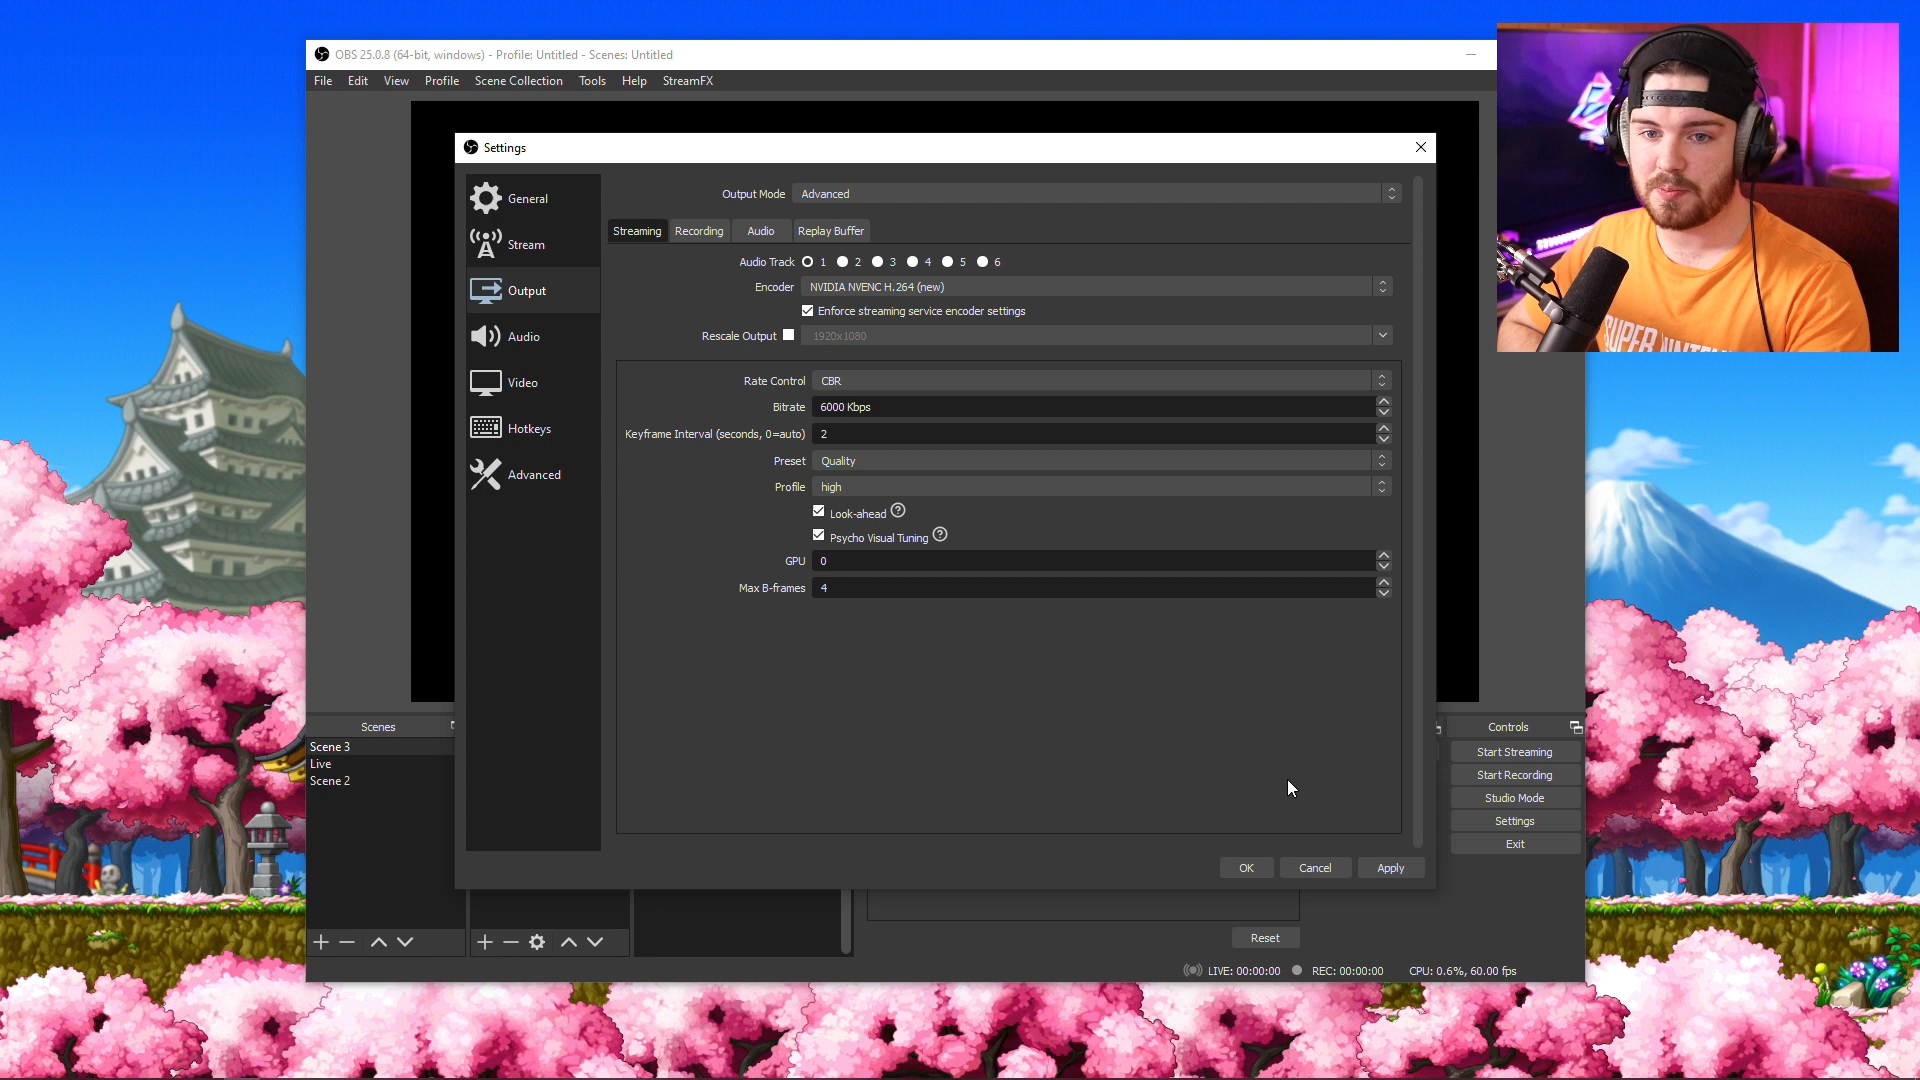 OBS 25.0.8 (64-bit, windows) - Profile: Untitled - Scenes: Untitled
File Edit View Profile Scene Collection Tools Help StreamFX
Settings
General
Stream
Output
Audio
Video
Hotkeys
Advanced
Output Mode Advanced
Streaming Recording Audio Replay Buffer
Audio Track 1 2 3 4 5 6
Encoder NVIDIA NVENC H.264 (new)
Enforce streaming service encoder settings
Rescale Output 1920x1080
Rate Control CBR
Bitrate 6000 Kbps
Keyframe Interval (seconds, 0=auto) 2
Preset Quality
Profile high
Look-ahead ?
Psycho Visual Tuning ?
GPU 0
Max B-frames 4
OK Cancel Apply
Scenes
Scene 3
Live
Scene 2
Controls
Start Streaming
Start Recording
Studio Mode
Settings
Exit
Reset
LIVE: 00:00:00 REC: 00:00:00 CPU: 0.6%, 60.00 fps
SUPER